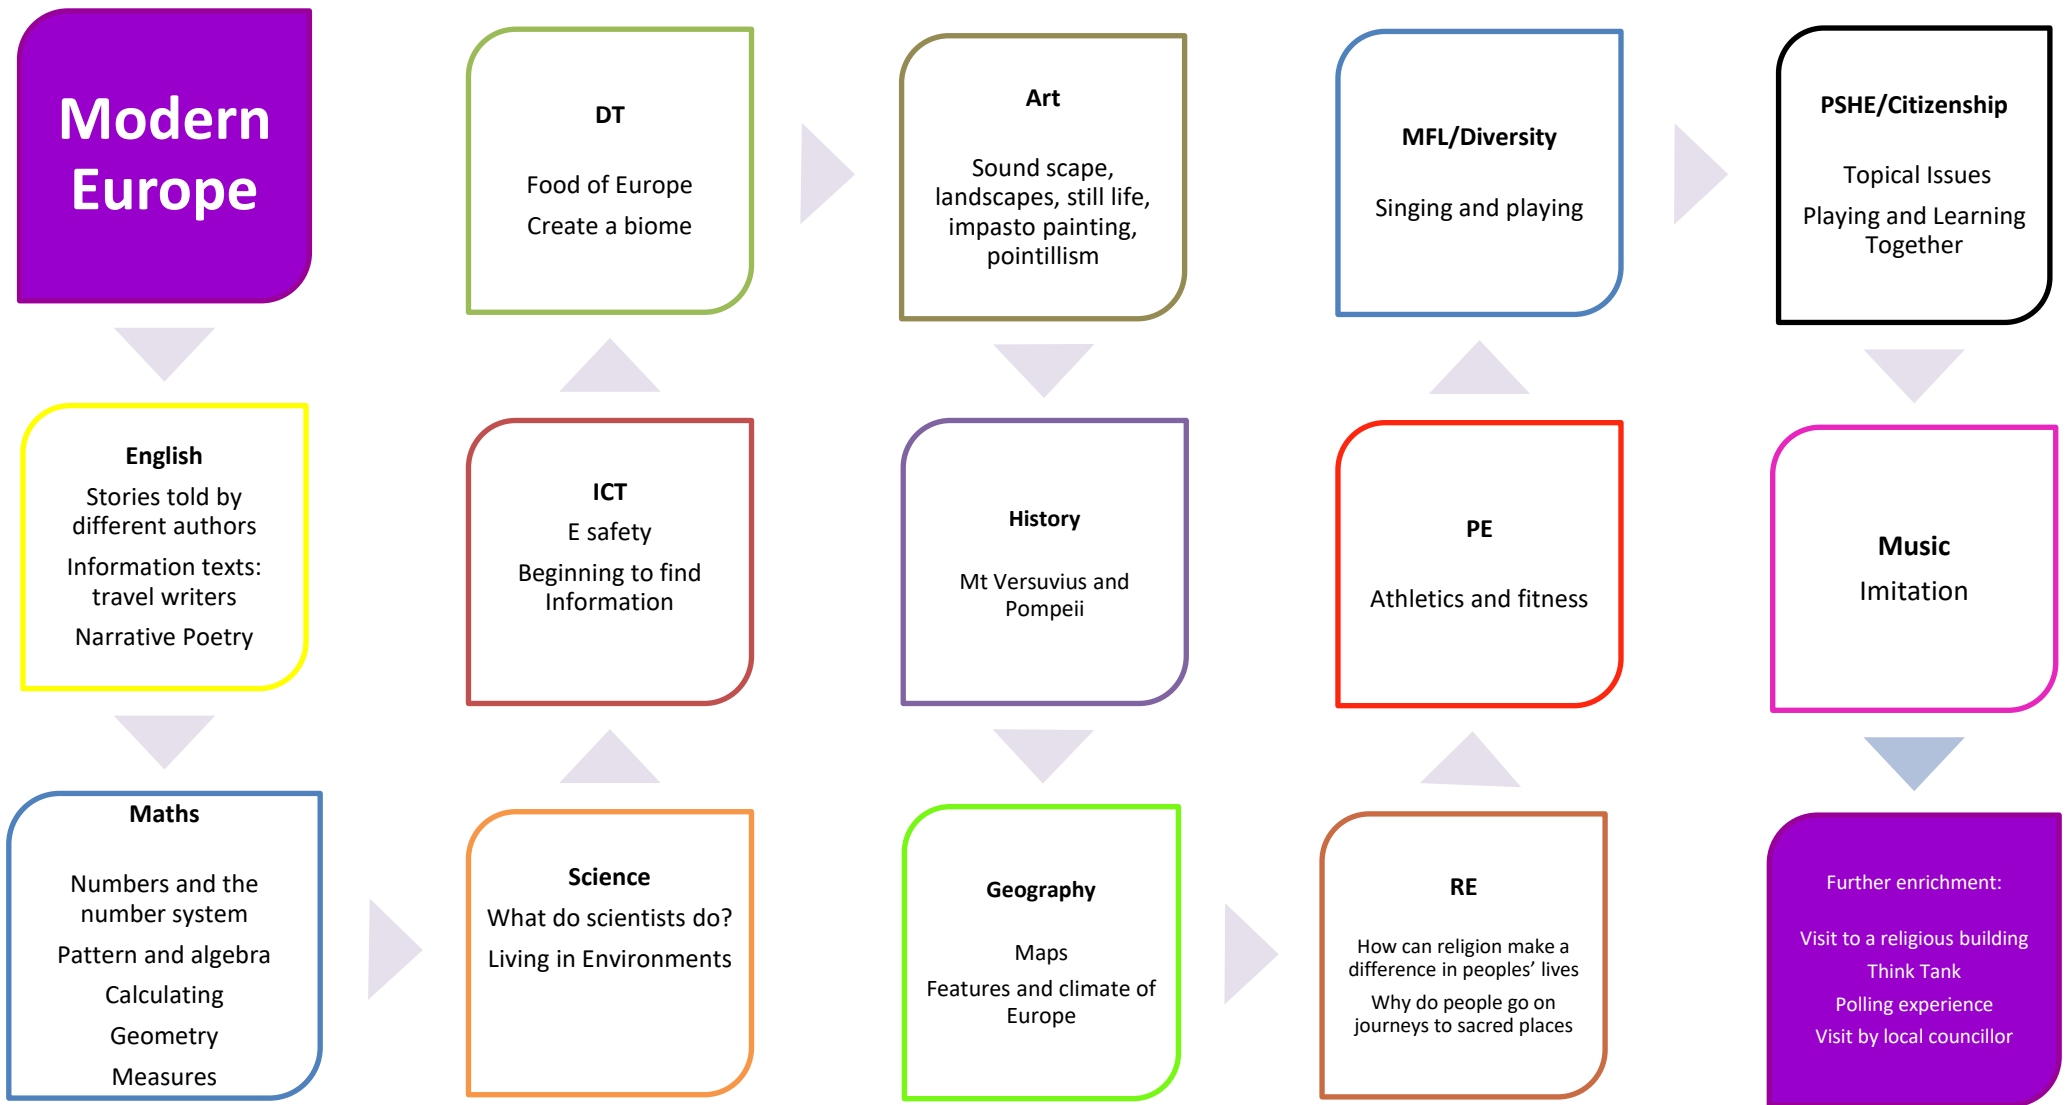 Modern
Europe
English
Stories told by
different authors
Information texts:
travel writers
Narrative Poetry
Maths
Numbers and the
number system
Pattern and algebra
Calculating
Geometry
Measures
Science
What do scientists do?
Living in Environments
ICT
E safety
Beginning to find
Information
DT
Food of Europe
Create a biome
Art
Sound scape,
landscapes, still life,
impasto painting,
pointillism
History
Mt Versuvius and
Pompeii
Geography
Maps
Features and climate of
Europe
RE
How can religion make a
difference in peoples’ lives
Why do people go on
journeys to sacred places
PE
Athletics and fitness
MFL/Diversity
Singing and playing
PSHE/Citizenship
Topical Issues
Playing and Learning
Together
Music
Imitation
Further enrichment:
Visit to a religious building
Think Tank
Polling experience
Visit by local councillor